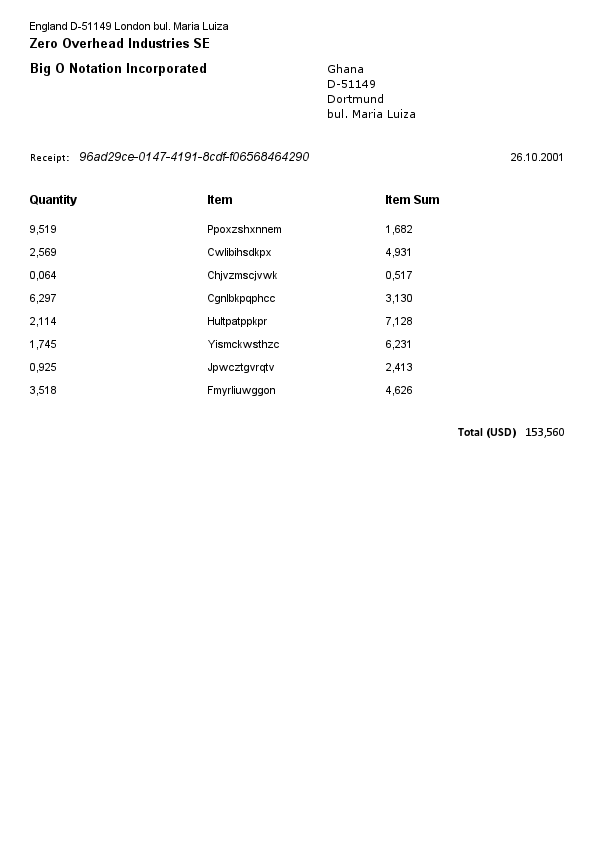 England D-51149 London bul. Maria Luiza
Zero Overhead Industries SE
Big O Notation Incorporated
Ghana
D-51149
Dortmund
bul. Maria Luiza
Receipt: 96ad29ce-0147-4191-8cdf-f06568464290 26.10.2001
Quantity Item Item Sum
9,519 Ppoxzshxnnem 1,682
2,569 Cwlibihsdkpx 4,931
0,064 Chjvzmscjvwk 0,517
6,297 Cgnlbkpqphcc 3,130
2,114 Hultpatppkpr 7,128
1,745 Yismckwsthzc 6,231
0,925 Jpwcztgvrqtv 2,413
3,518 Fmyrliuwggon 4,626
Total (USD) 153,560